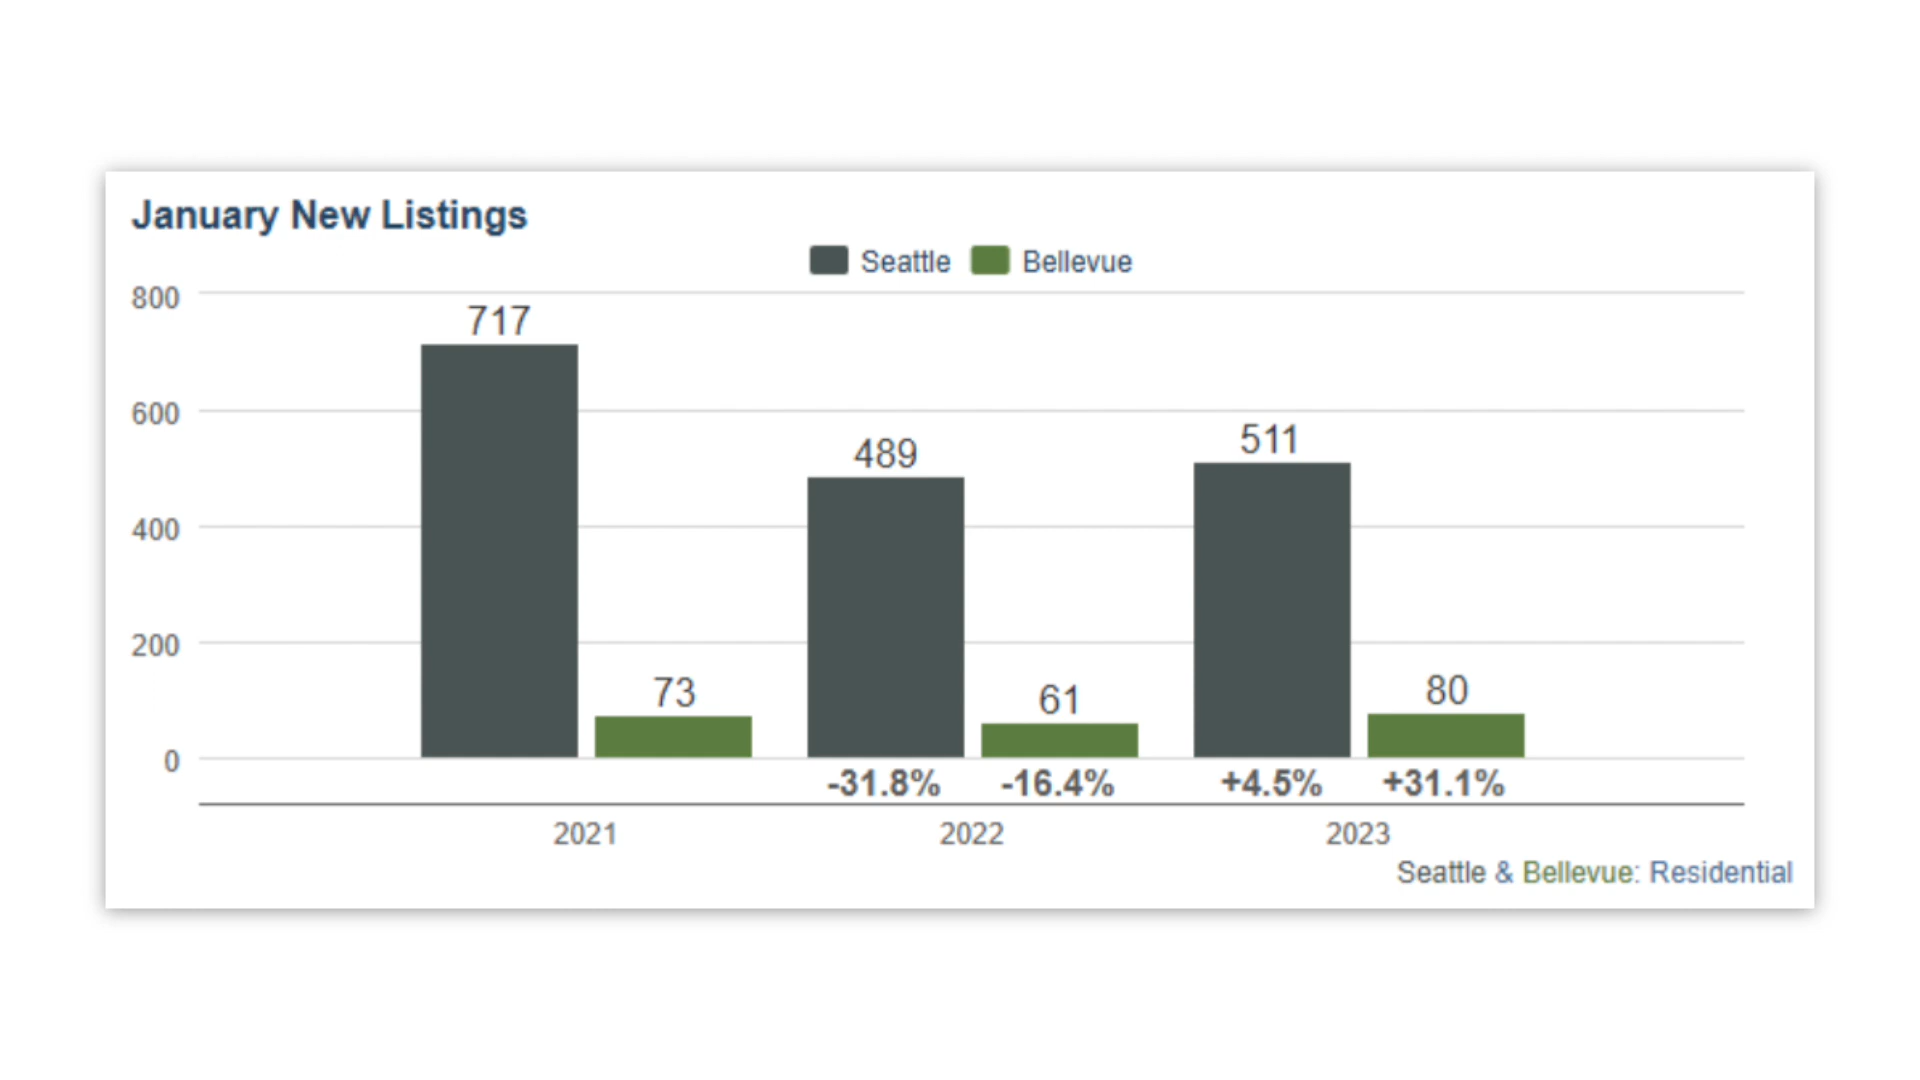 January New Listings
Seattle Bellevue
800
717
600
511
489
400
200
73
61
80
0
-31.8% -16.4% +4.5% +31.1%
2021 2022 2023
Seattle & Bellevue: Residential